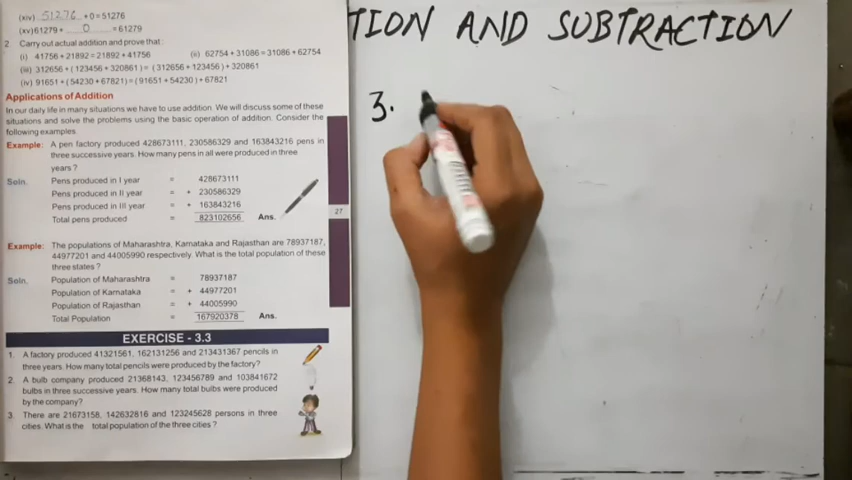 (xiv) 51276 + 0 = 51276
(xv) 61279 + 0 = 61279
2. Carry out actual addition and prove that :
(i) 41756 + 21892 = 21892 + 41756 (ii) 62754 + 31086 = 31086 + 62754
(iii) 312656 + (123456 + 320861) = (312656 + 123456) + 320861
(iv) 91651 + (54230 + 67821) = (91651 + 54230) + 67821
Applications of Addition
In our daily life in many situations we have to use addition. We will discuss some of these
situations and solve the problems using the basic operation of addition. Consider the
following examples.
Example: A pen factory produced 428673111, 230586329 and 163843216 pens in
three successive years. How many pens in all were produced in three
years ?
Soln. Pens produced in I year = 428673111
Pens produced in II year = + 230586329
Pens produced in III year = + 163843216
Total pens produced = 823102656 Ans.
27
Example: The populations of Maharashtra, Karnataka and Rajasthan are 78937187,
44977201 and 44005990 respectively. What is the total population of these
three states ?
Soln. Population of Maharashtra = 78937187
Population of Karnataka = + 44977201
Population of Rajasthan = + 44005990
Total Population = 167920378 Ans.
EXERCISE - 3.3
1. A factory produced 41321561, 162131256 and 213431367 pencils in
three years. How many total pencils were produced by the factory?
2. A bulb company produced 21368143, 123456789 and 103841672
bulbs in three successive years. How many total bulbs were produced
by the company?
3. There are 21673158, 142632816 and 123245628 persons in three
cities. What is the total population of the three cities ?
TION AND SUBTRACTION
3.